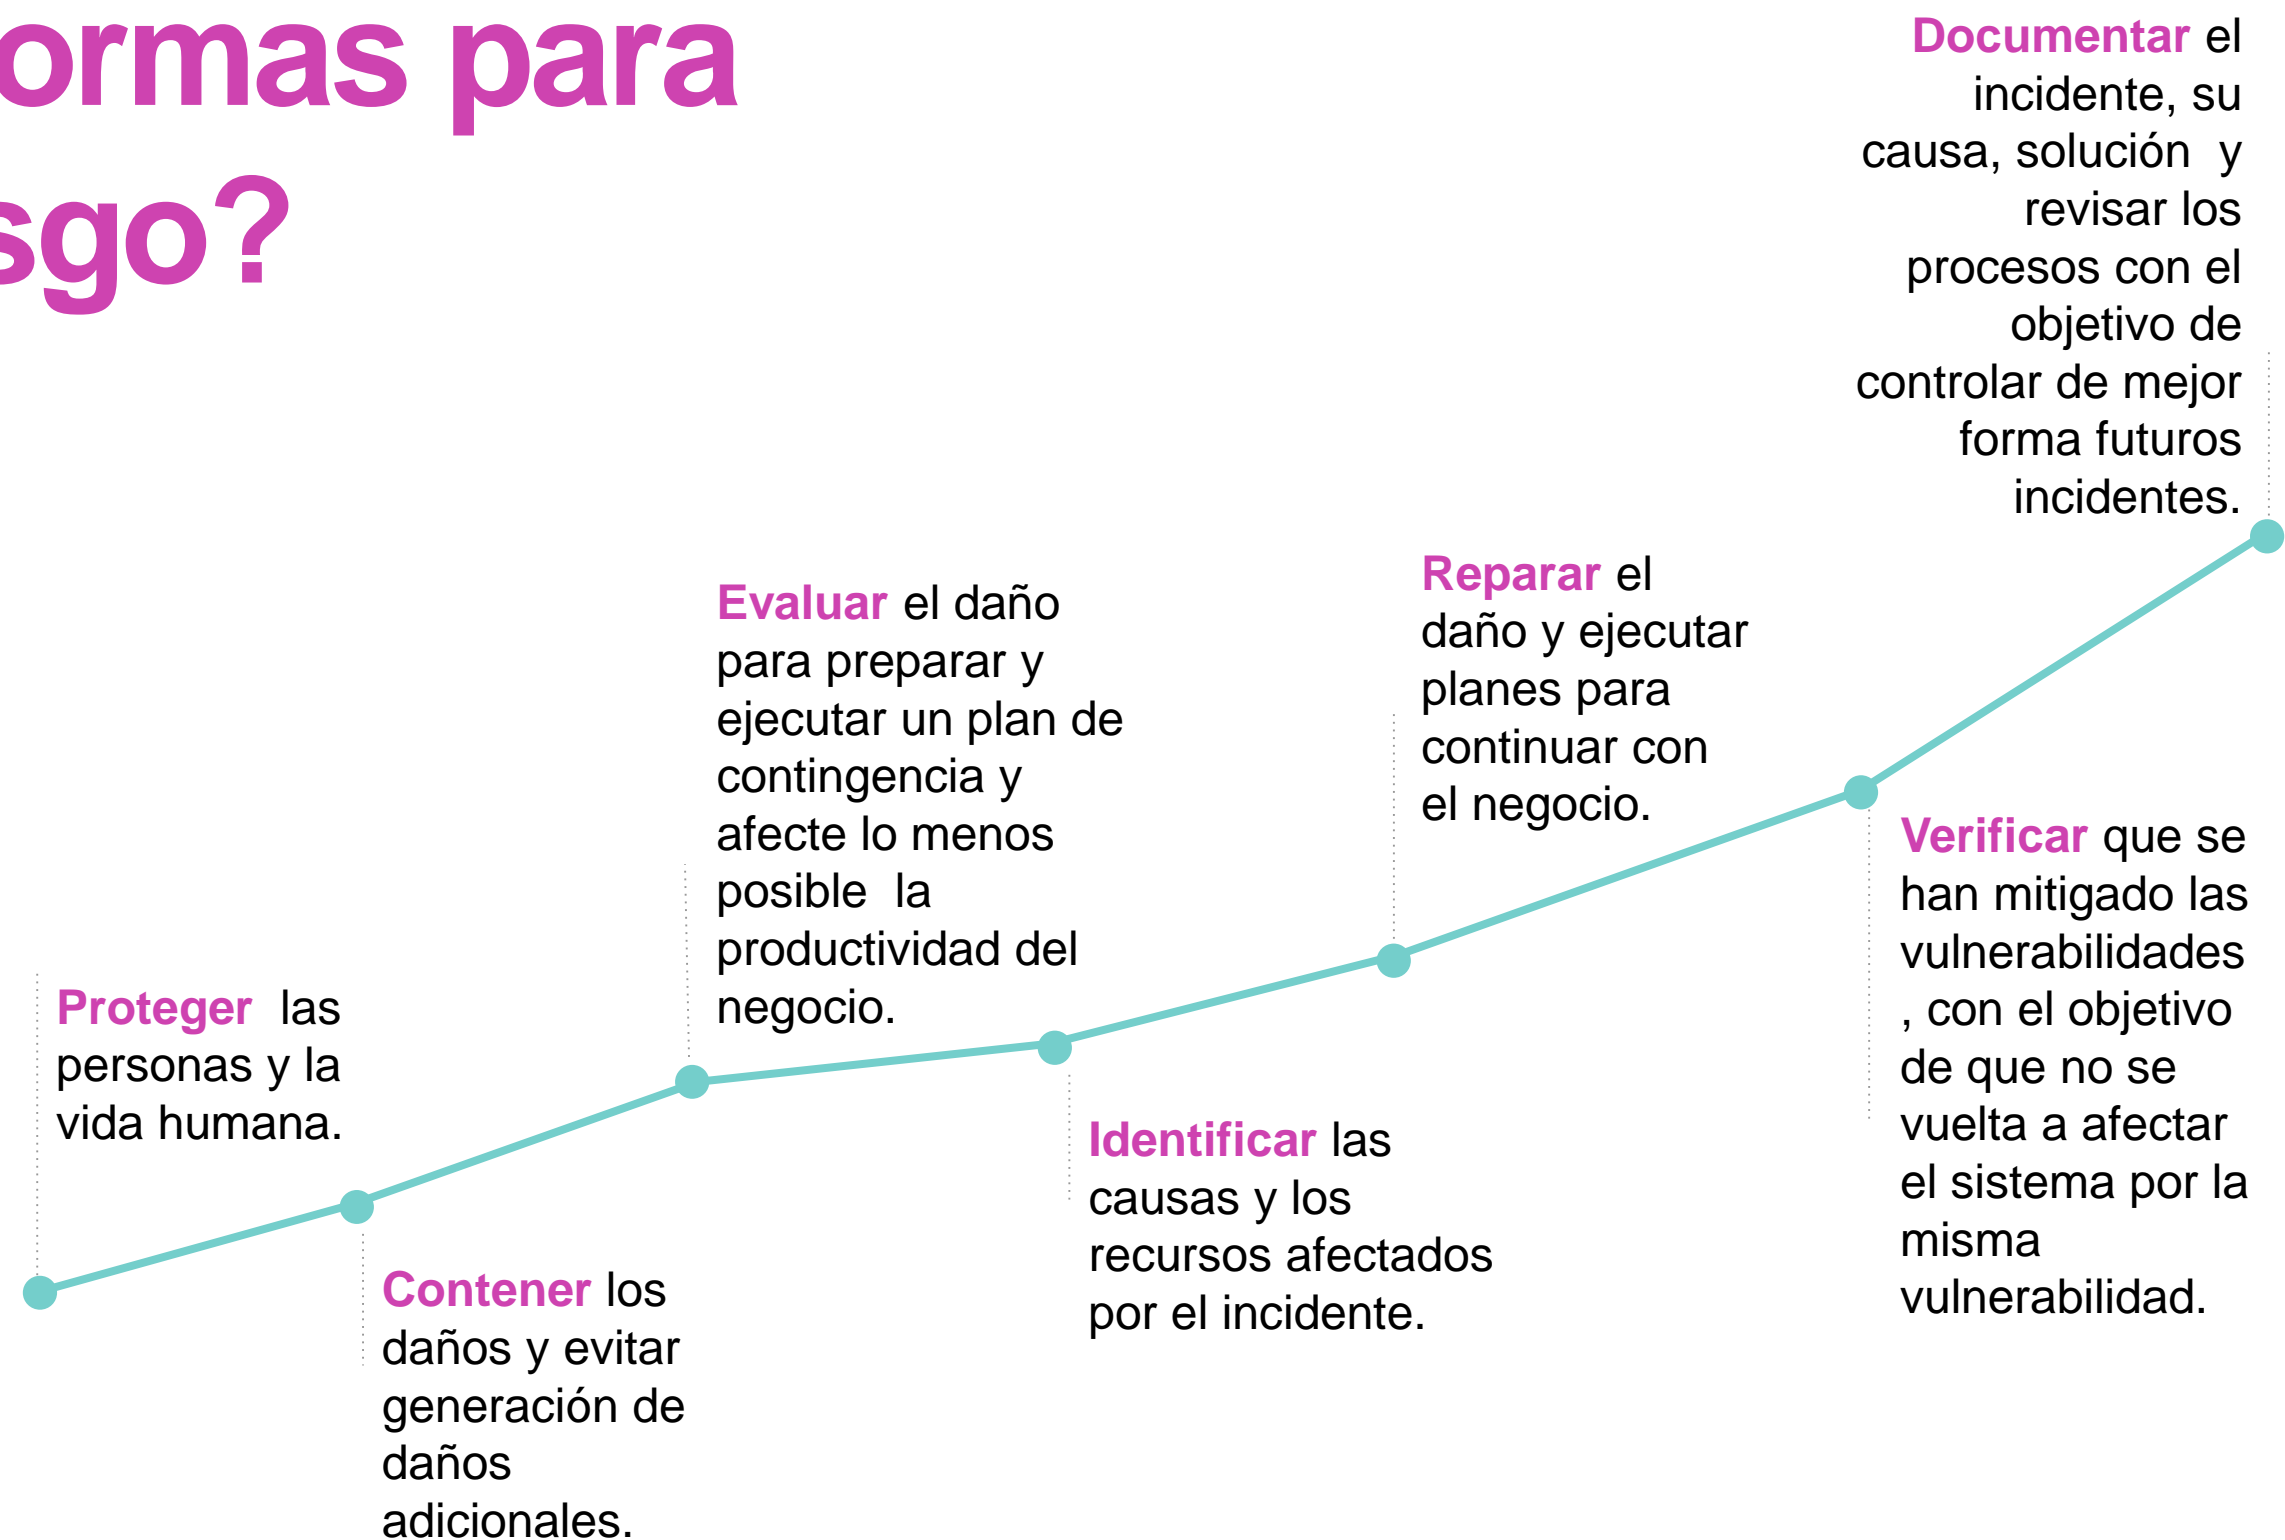 ormas para
sgo?
Proteger  las
personas y la
vida humana.
Contener los
daños y evitar
generación de
daños
adicionales.
Evaluar el daño
para preparar y
ejecutar un plan de
contingencia y
afecte lo menos
posible  la
productividad del
negocio.
Identificar las
causas y los
recursos afectados
por el incidente.
Reparar el
daño y ejecutar
planes para
continuar con
el negocio.
Verificar que se
han mitigado las
vulnerabilidades
, con el objetivo
de que no se
vuelta a afectar
el sistema por la
misma
vulnerabilidad.
Documentar el
incidente, su
causa, solución  y
revisar los
procesos con el
objetivo de
controlar de mejor
forma futuros
incidentes.